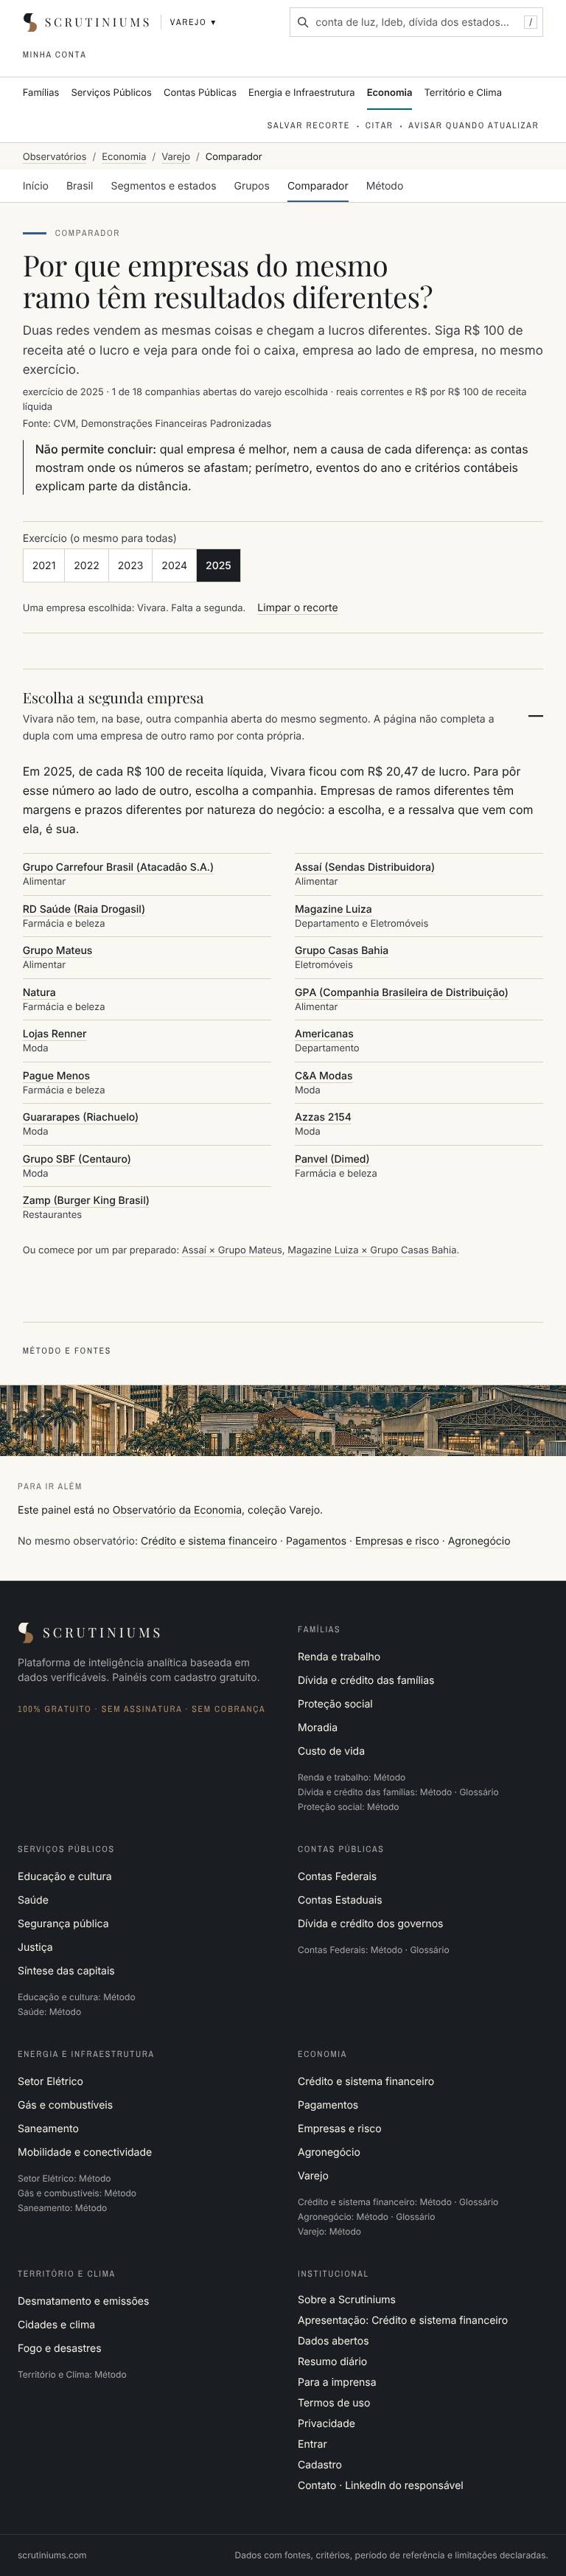 SCRUTINIUMS
VAREJO ▾
conta de luz, Ideb, dívida dos estados...
/
MINHA CONTA
Famílias Serviços Públicos Contas Públicas Energia e Infraestrutura Economia Território e Clima
SALVAR RECORTE • CITAR • AVISAR QUANDO ATUALIZAR
Observatórios / Economia / Varejo / Comparador
Início Brasil Segmentos e estados Grupos Comparador Método
COMPARADOR
Por que empresas do mesmo
ramo têm resultados diferentes?
Duas redes vendem as mesmas coisas e chegam a lucros diferentes. Siga R$ 100 de
receita até o lucro e veja para onde foi o caixa, empresa ao lado de empresa, no mesmo
exercício.
exercício de 2025 · 1 de 18 companhias abertas do varejo escolhida · reais correntes e R$ por R$ 100 de receita
líquida
Fonte: CVM, Demonstrações Financeiras Padronizadas
Não permite concluir: qual empresa é melhor, nem a causa de cada diferença: as contas
mostram onde os números se afastam; perímetro, eventos do ano e critérios contábeis
explicam parte da distância.
Exercício (o mesmo para todas)
2021 2022 2023 2024 2025
Uma empresa escolhida: Vivara. Falta a segunda. Limpar o recorte
Escolha a segunda empresa
Vivara não tem, na base, outra companhia aberta do mesmo segmento. A página não completa a
dupla com uma empresa de outro ramo por conta própria.
Em 2025, de cada R$ 100 de receita líquida, Vivara ficou com R$ 20,47 de lucro. Para pôr
esse número ao lado de outro, escolha a companhia. Empresas de ramos diferentes têm
margens e prazos diferentes por natureza do negócio: a escolha, e a ressalva que vem com
ela, é sua.
Grupo Carrefour Brasil (Atacadão S.A.)
Alimentar
Assaí (Sendas Distribuidora)
Alimentar
RD Saúde (Raia Drogasil)
Farmácia e beleza
Magazine Luiza
Departamento e Eletromóveis
Grupo Mateus
Alimentar
Grupo Casas Bahia
Eletromóveis
Natura
Farmácia e beleza
GPA (Companhia Brasileira de Distribuição)
Alimentar
Lojas Renner
Moda
Americanas
Departamento
Pague Menos
Farmácia e beleza
C&A Modas
Moda
Guararapes (Riachuelo)
Moda
Azzas 2154
Moda
Grupo SBF (Centauro)
Moda
Panvel (Dimed)
Farmácia e beleza
Zamp (Burger King Brasil)
Restaurantes
Ou comece por um par preparado: Assaí × Grupo Mateus, Magazine Luiza × Grupo Casas Bahia.
MÉTODO E FONTES
PARA IR ALÉM
Este painel está no Observatório da Economia, coleção Varejo.
No mesmo observatório: Crédito e sistema financeiro · Pagamentos · Empresas e risco · Agronegócio
SCRUTINIUMS
Plataforma de inteligência analítica baseada em
dados verificáveis. Painéis com cadastro gratuito.
100% GRATUITO · SEM ASSINATURA · SEM COBRANÇA
FAMÍLIAS
Renda e trabalho
Dívida e crédito das famílias
Proteção social
Moradia
Custo de vida
Renda e trabalho: Método
Dívida e crédito das famílias: Método · Glossário
Proteção social: Método
SERVIÇOS PÚBLICOS
Educação e cultura
Saúde
Segurança pública
Justiça
Síntese das capitais
Educação e cultura: Método
Saúde: Método
CONTAS PÚBLICAS
Contas Federais
Contas Estaduais
Dívida e crédito dos governos
Contas Federais: Método · Glossário
ENERGIA E INFRAESTRUTURA
Setor Elétrico
Gás e combustíveis
Saneamento
Mobilidade e conectividade
Setor Elétrico: Método
Gás e combustíveis: Método
Saneamento: Método
ECONOMIA
Crédito e sistema financeiro
Pagamentos
Empresas e risco
Agronegócio
Varejo
Crédito e sistema financeiro: Método · Glossário
Agronegócio: Método · Glossário
Varejo: Método
TERRITÓRIO E CLIMA
Desmatamento e emissões
Cidades e clima
Fogo e desastres
Território e Clima: Método
INSTITUCIONAL
Sobre a Scrutiniums
Apresentação: Crédito e sistema financeiro
Dados abertos
Resumo diário
Para a imprensa
Termos de uso
Privacidade
Entrar
Cadastro
Contato · LinkedIn do responsável
scrutiniums.com
Dados com fontes, critérios, período de referência e limitações declaradas.